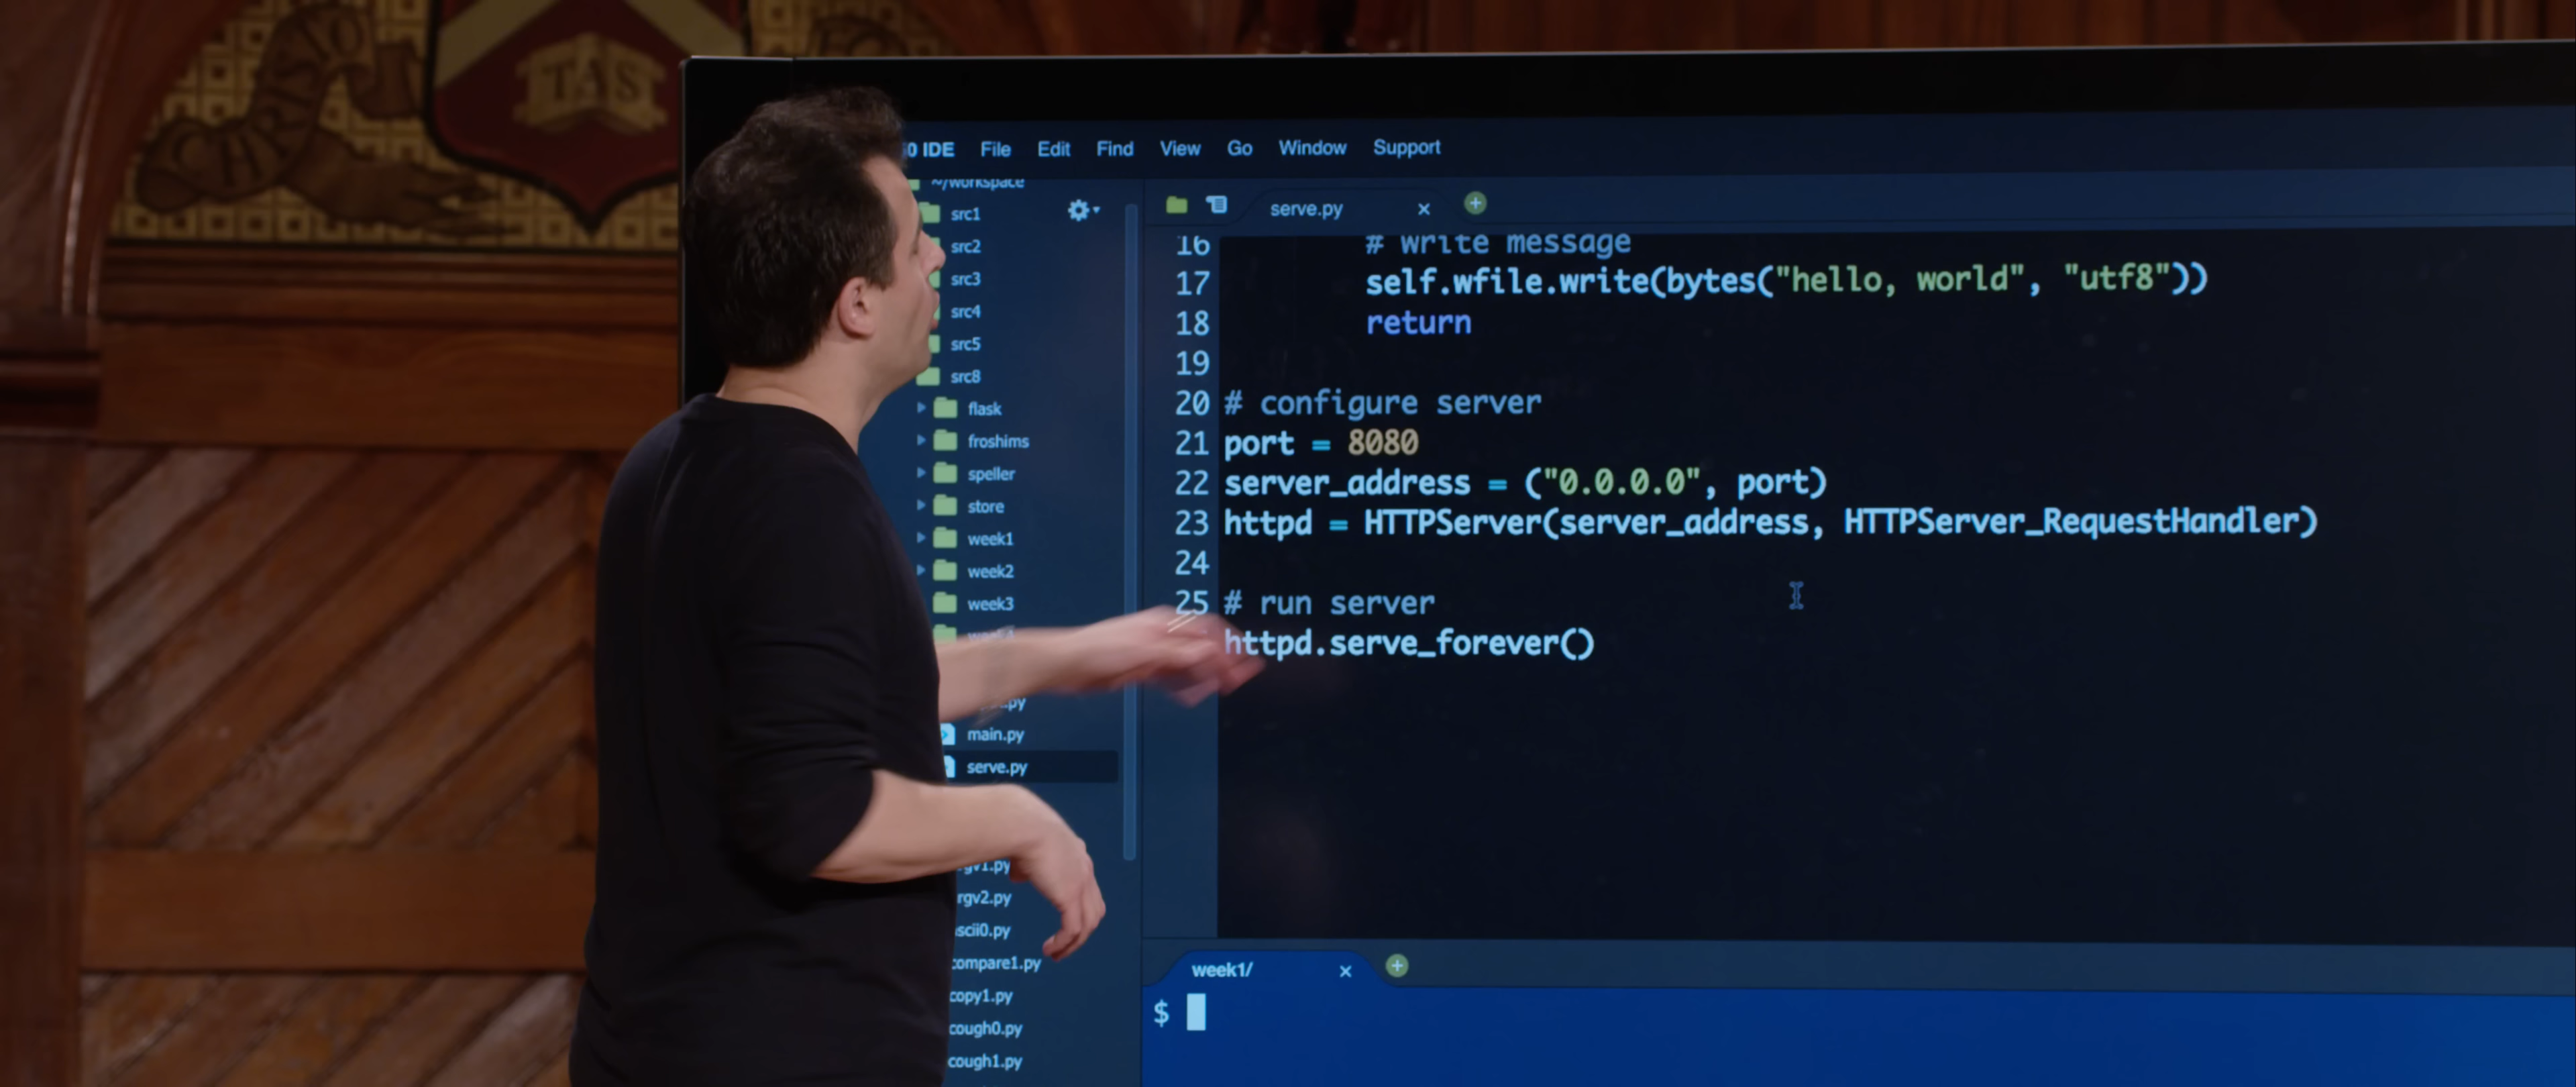 TAS
0 IDE File Edit Find View Go Window Support
~/workspace
src1
src2
src3
src4
src5
src8
flask
froshims
speller
store
week1
week2
week3
main.py
serve.py
compare1.py
copy1.py
cough0.py
cough1.py
serve.py
16 # write message
17 self.wfile.write(bytes("hello, world", "utf8"))
18 return
19
20 # configure server
21 port = 8080
22 server_address = ("0.0.0.0", port)
23 httpd = HTTPServer(server_address, HTTPServer_RequestHandler)
24
25 # run server
httpd.serve_forever()
week1/
$